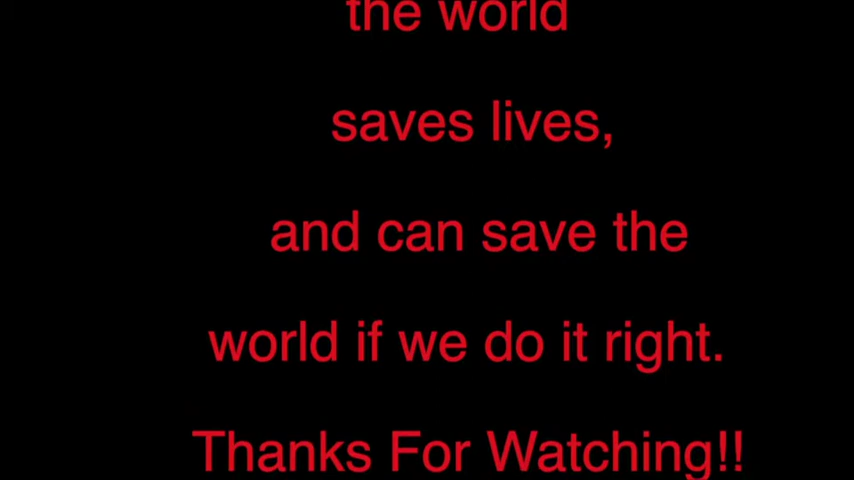 the world
saves lives,
and can save the
world if we do it right.
Thanks For Watching!!